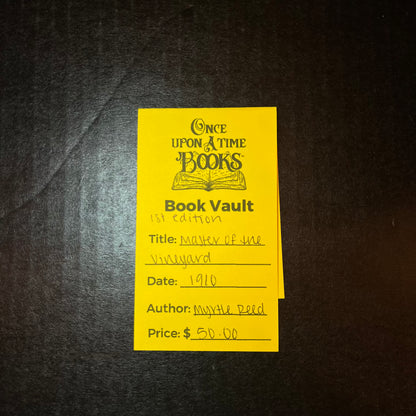 ONCE
UPON A TIME
BOOKS
Book Vault
1st edition
Title: Master of the
Vineyard
Date: 1910
Author: Myrtle Reed
Price: $ 50.00